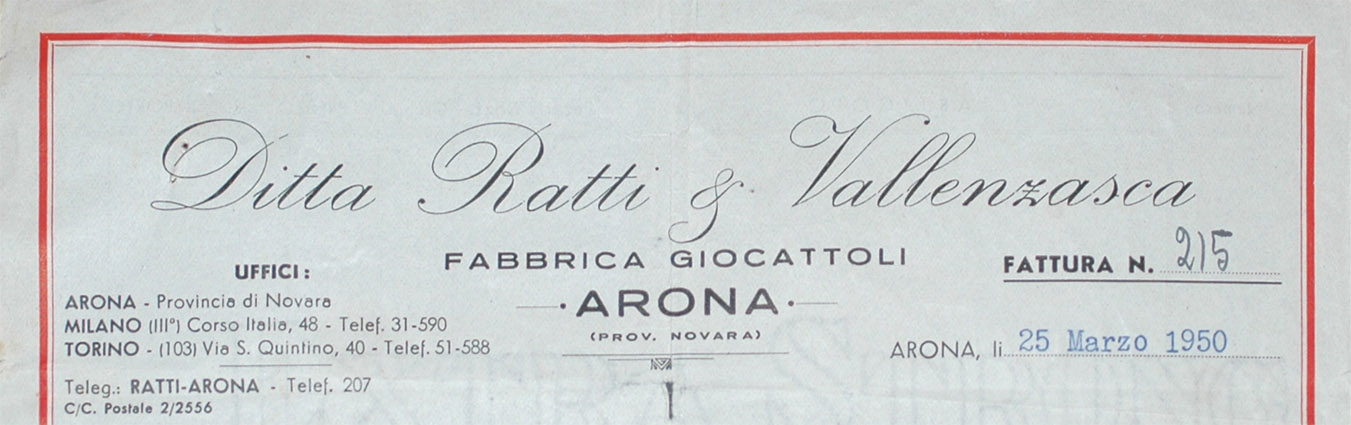 Ditta Ratti & Vallenzasca
FABBRICA GIOCATTOLI
·ARONA·
(PROV. NOVARA)
UFFICI:
ARONA - Provincia di Novara
MILANO (III°) Corso Italia, 48 - Telef. 31-590
TORINO - (103) Via S. Quintino, 40 - Telef. 51-588
Teleg.: RATTI-ARONA - Telef. 207
C/C. Postale 2/2556
FATTURA N. 215
ARONA, li 25 Marzo 1950